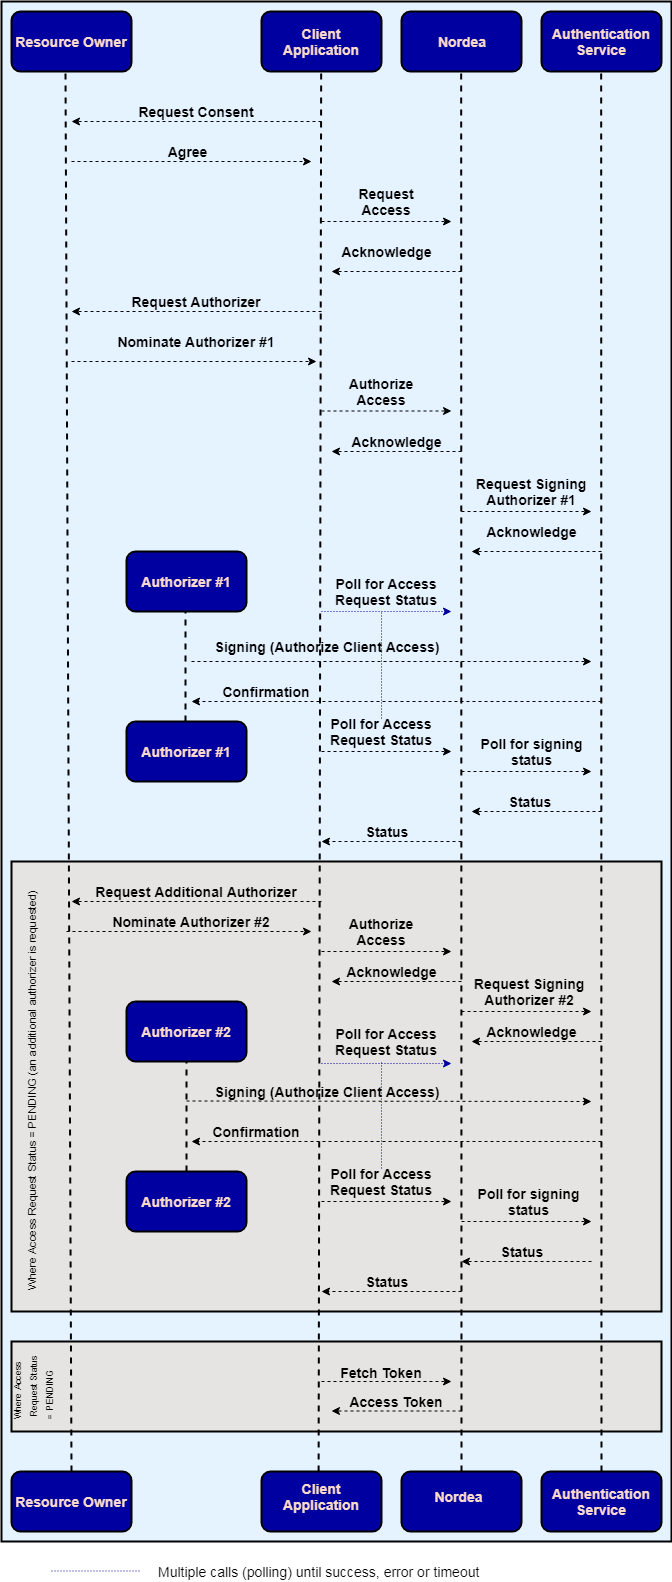 Resource Owner
Client
Application
Nordea
Authentication
Service
Request Consent
Agree
Request
Access
Acknowledge
Request Authorizer
Nominate Authorizer #1
Authorize
Access
Acknowledge
Request Signing
Authorizer #1
Acknowledge
Authorizer #1
Poll for Access
Request Status
Signing (Authorize Client Access)
Confirmation
Authorizer #1
Poll for Access
Request Status
Poll for signing
status
Status
Status
Where Access Request Status = PENDING (an additional authorizer is requested)
Request Additional Authorizer
Nominate Authorizer #2
Authorize
Access
Acknowledge
Request Signing
Authorizer #2
Acknowledge
Authorizer #2
Poll for Access
Request Status
Signing (Authorize Client Access)
Confirmation
Authorizer #2
Poll for Access
Request Status
Poll for signing
status
Status
Status
Where Access
Request Status
= PENDING
Fetch Token
Access Token
Resource Owner
Client
Application
Nordea
Authentication
Service
Multiple calls (polling) until success, error or timeout